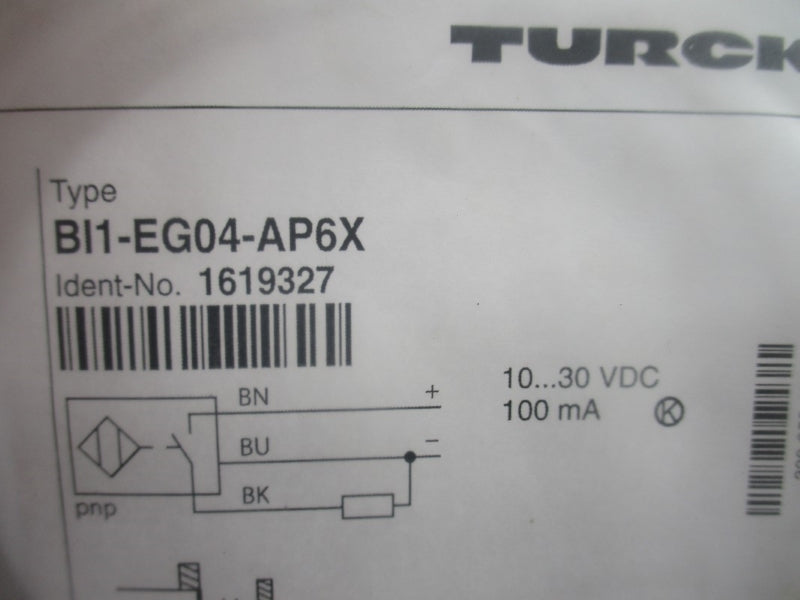 TURCK
Type
BI1-EG04-AP6X
Ident-No. 1619327
BN +
10...30 VDC
100 mA K
BU −
BK
pnp